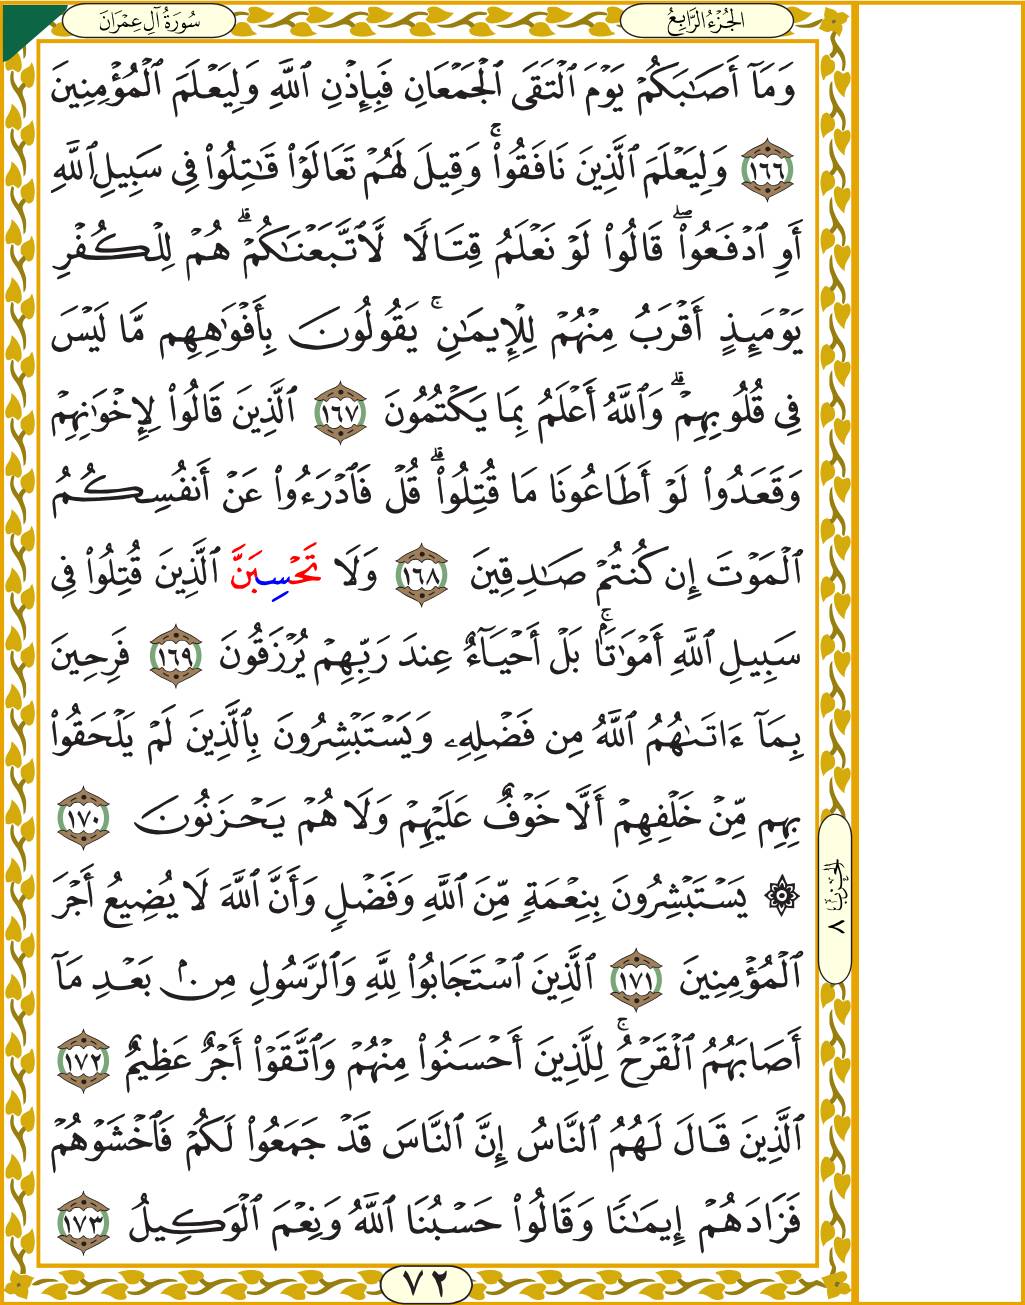 سُورَةُ آلِ عِمْرَانَ
الجُزْءُ الرَّابِعُ
وَمَآ أَصَٰبَكُمْ يَوْمَ ٱلْتَقَى ٱلْجَمْعَانِ فَبِإِذْنِ ٱللَّهِ وَلِيَعْلَمَ ٱلْمُؤْمِنِينَ
١٦٦ وَلِيَعْلَمَ ٱلَّذِينَ نَافَقُوا۟ۚ وَقِيلَ لَهُمْ تَعَالَوْا۟ قَٰتِلُوا۟ فِى سَبِيلِ ٱللَّهِ
أَوِ ٱدْفَعُوا۟ۖ قَالُوا۟ لَوْ نَعْلَمُ قِتَالًا لَّٱتَّبَعْنَٰكُمْۗ هُمْ لِلْكُفْرِ
يَوْمَئِذٍ أَقْرَبُ مِنْهُمْ لِلْإِيمَٰنِۚ يَقُولُونَ بِأَفْوَٰهِهِم مَّا لَيْسَ
فِى قُلُوبِهِمْۗ وَٱللَّهُ أَعْلَمُ بِمَا يَكْتُمُونَ ١٦٧ ٱلَّذِينَ قَالُوا۟ لِإِخْوَٰنِهِمْ
وَقَعَدُوا۟ لَوْ أَطَاعُونَا مَا قُتِلُوا۟ۗ قُلْ فَٱدْرَءُوا۟ عَنْ أَنفُسِكُمُ
ٱلْمَوْتَ إِن كُنتُمْ صَٰدِقِينَ ١٦٨ وَلَا تَحْسِبَنَّ ٱلَّذِينَ قُتِلُوا۟ فِى
سَبِيلِ ٱللَّهِ أَمْوَٰتًۢاۚ بَلْ أَحْيَآءٌ عِندَ رَبِّهِمْ يُرْزَقُونَ ١٦٩ فَرِحِينَ
بِمَآ ءَاتَىٰهُمُ ٱللَّهُ مِن فَضْلِهِۦ وَيَسْتَبْشِرُونَ بِٱلَّذِينَ لَمْ يَلْحَقُوا۟
بِهِم مِّنْ خَلْفِهِمْ أَلَّا خَوْفٌ عَلَيْهِمْ وَلَا هُمْ يَحْزَنُونَ ١٧٠
۞ يَسْتَبْشِرُونَ بِنِعْمَةٍ مِّنَ ٱللَّهِ وَفَضْلٍ وَأَنَّ ٱللَّهَ لَا يُضِيعُ أَجْرَ
ٱلْمُؤْمِنِينَ ١٧١ ٱلَّذِينَ ٱسْتَجَابُوا۟ لِلَّهِ وَٱلرَّسُولِ مِنۢ بَعْدِ مَآ
أَصَابَهُمُ ٱلْقَرْحُۚ لِلَّذِينَ أَحْسَنُوا۟ مِنْهُمْ وَٱتَّقَوْا۟ أَجْرٌ عَظِيمٌ ١٧٢
ٱلَّذِينَ قَالَ لَهُمُ ٱلنَّاسُ إِنَّ ٱلنَّاسَ قَدْ جَمَعُوا۟ لَكُمْ فَٱخْشَوْهُمْ
فَزَادَهُمْ إِيمَٰنًا وَقَالُوا۟ حَسْبُنَا ٱللَّهُ وَنِعْمَ ٱلْوَكِيلُ ١٧٣
الحِزْبُ ٨
٧٢